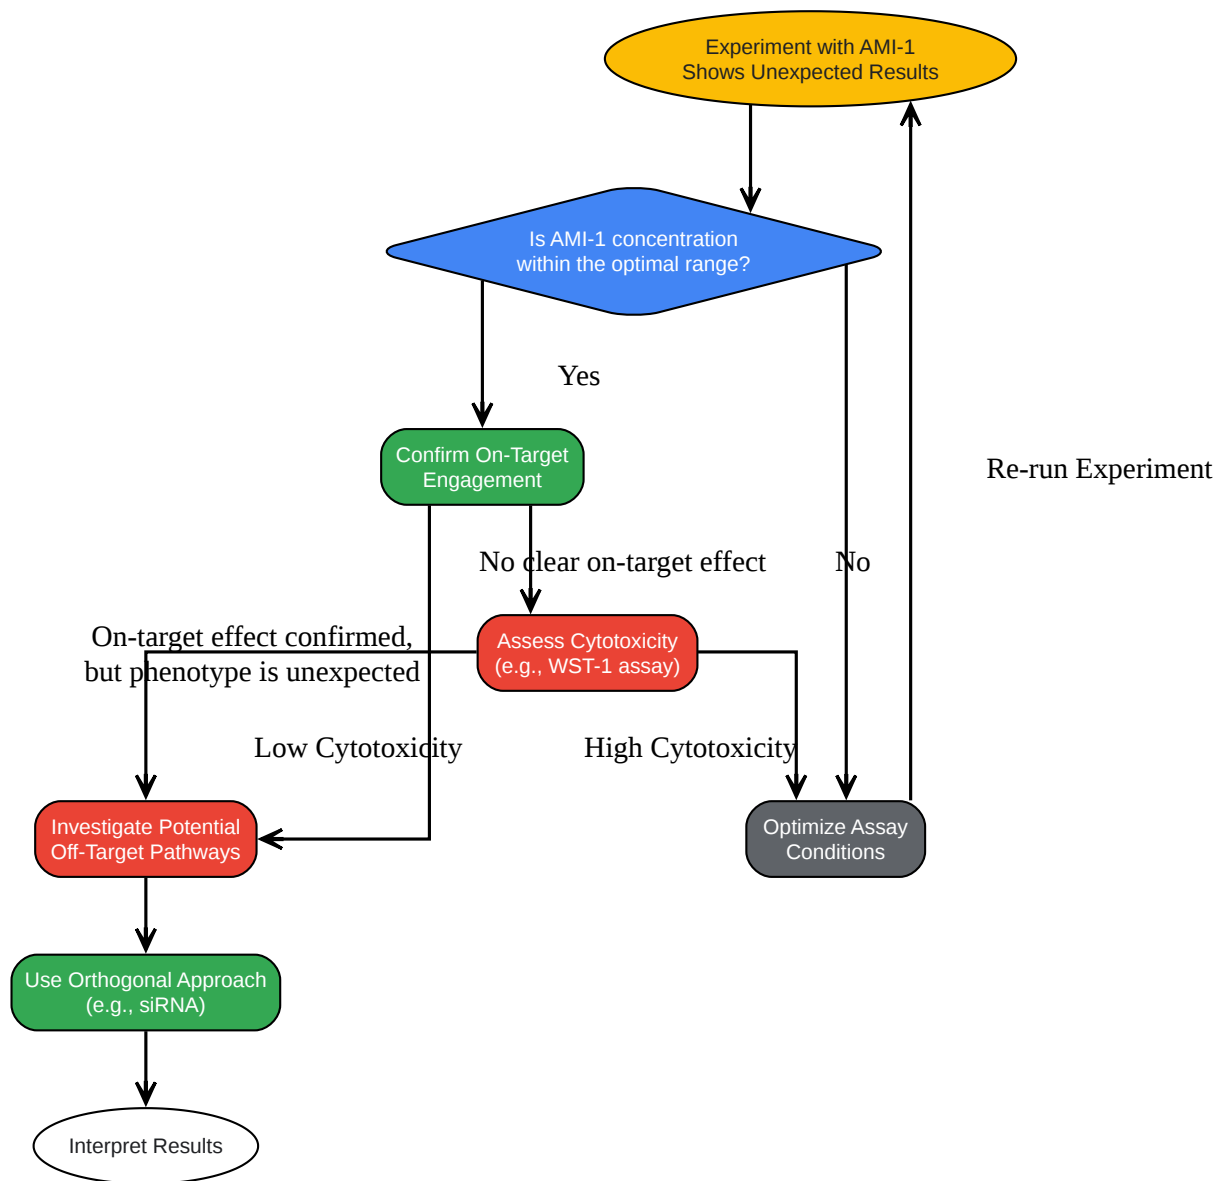 Experiment with AMI-1
Shows Unexpected Results
Is AMI-1 concentration
within the optimal range?
Yes
Confirm On-Target
Engagement
Re-run Experiment
No clear on-target effect
No
On-target effect confirmed,
but phenotype is unexpected
Assess Cytotoxicity
(e.g., WST-1 assay)
Low Cytotoxicity
High Cytotoxicity
Investigate Potential
Off-Target Pathways
Optimize Assay
Conditions
Use Orthogonal Approach
(e.g., siRNA)
Interpret Results